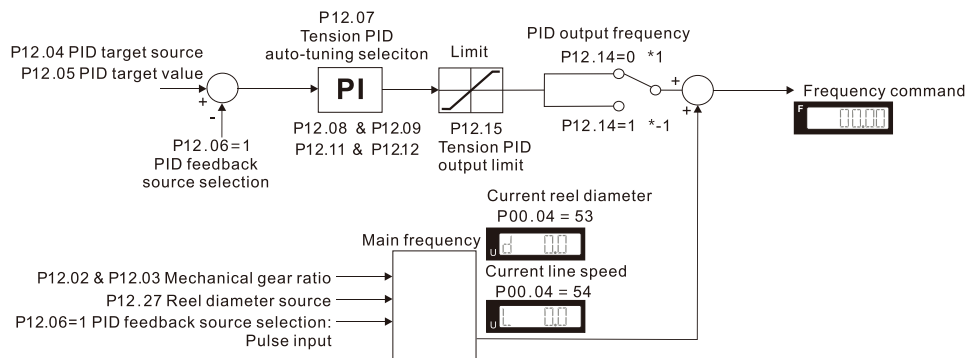 P12.07
Tension PID
auto-tuning seleciton
P12.04 PID target source
P12.05 PID target value
+
-
P12.06=1
PID feedback
source selection
PI
P12.08 & P12.09
P12.11 & P12.12
Limit
P12.15
Tension PID
output limit
PID output frequency
P12.14=0 *1
P12.14=1 *-1
+
+
Frequency command
F 00.00
Current reel diameter
P00.04 = 53
U d 0.0
Main frequency
Current line speed
P00.04 = 54
U L 0.0
P12.02 & P12.03 Mechanical gear ratio
P12.27 Reel diameter source
P12.06=1 PID feedback source selection:
Pulse input